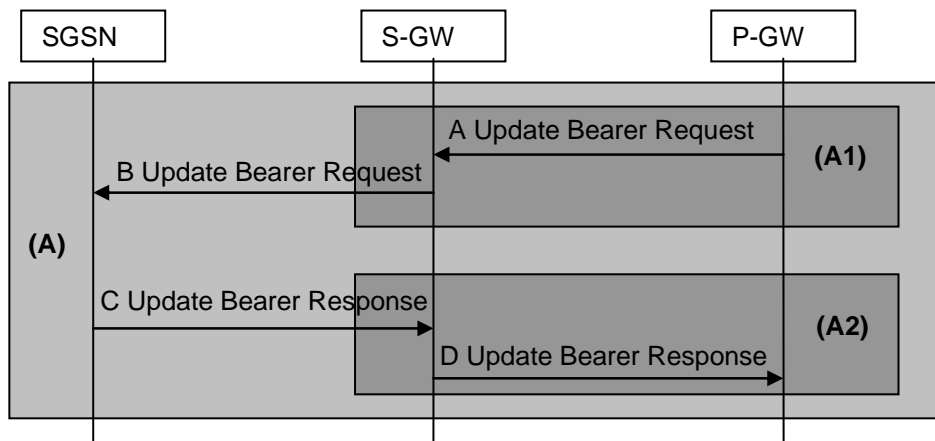 SGSN
S-GW
P-GW
A Update Bearer Request
(A1)
B Update Bearer Request
(A)
C Update Bearer Response
(A2)
D Update Bearer Response